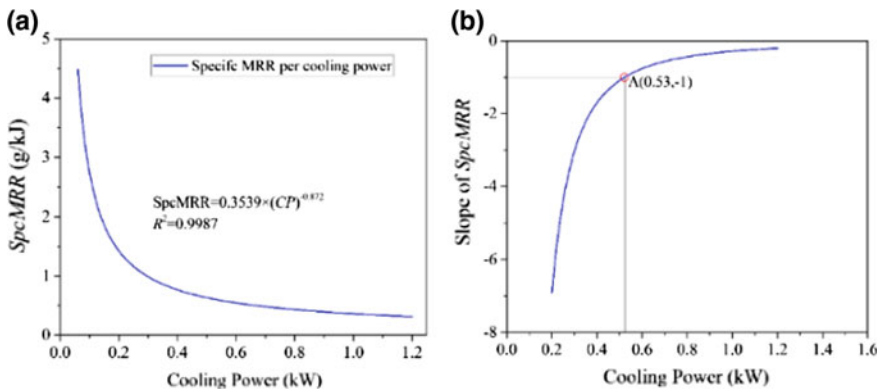 (a)
5
4
3
2
1
0
SpcMRR (g/kJ)
Specifc MRR per cooling power
SpcMRR=0.3539×(CP)-0.872
R2=0.9987
0.0 0.2 0.4 0.6 0.8 1.0 1.2
Cooling Power (kW)
(b)
0
-2
-4
-6
-8
Slope of SpcMRR
A(0.53,-1)
0.0 0.2 0.4 0.6 0.8 1.0 1.2 1.4 1.6
Cooling Power (kW)